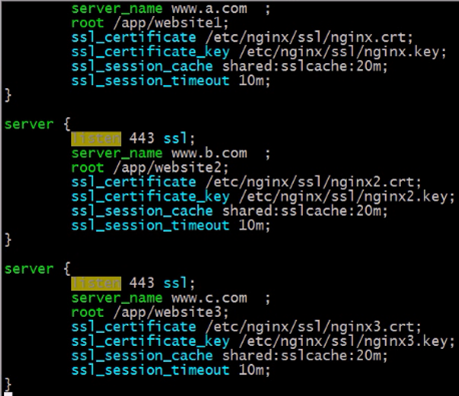 server_name www.a.com  ;
root /app/website1;
ssl_certificate /etc/nginx/ssl/nginx.crt;
ssl_certificate_key /etc/nginx/ssl/nginx.key;
ssl_session_cache shared:sslcache:20m;
ssl_session_timeout 10m;
}
server {
listen 443 ssl;
server_name www.b.com  ;
root /app/website2;
ssl_certificate /etc/nginx/ssl/nginx2.crt;
ssl_certificate_key /etc/nginx/ssl/nginx2.key;
ssl_session_cache shared:sslcache:20m;
ssl_session_timeout 10m;
}
server {
listen 443 ssl;
server_name www.c.com  ;
root /app/website3;
ssl_certificate /etc/nginx/ssl/nginx3.crt;
ssl_certificate_key /etc/nginx/ssl/nginx3.key;
ssl_session_cache shared:sslcache:20m;
ssl_session_timeout 10m;
}